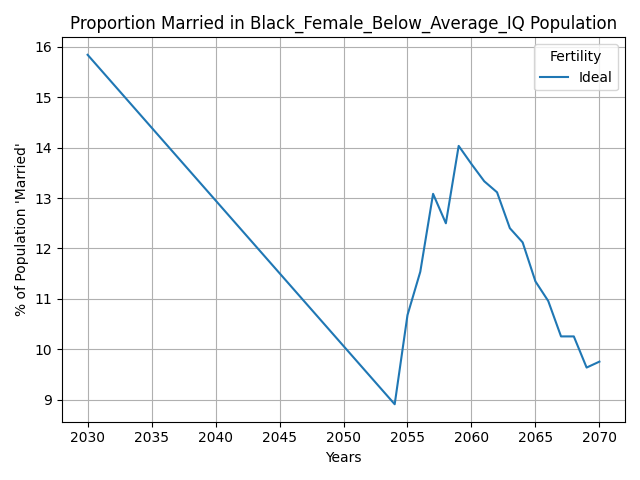 Proportion Married in Black_Female_Below_Average_IQ Population
Fertility
Ideal
% of Population 'Married'
16
15
14
13
12
11
10
9
2030 2035 2040 2045 2050 2055 2060 2065 2070
Years